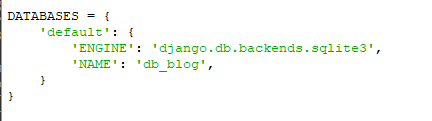 DATABASES = {
    'default': {
        'ENGINE': 'django.db.backends.sqlite3',
        'NAME': 'db_blog',
    }
}